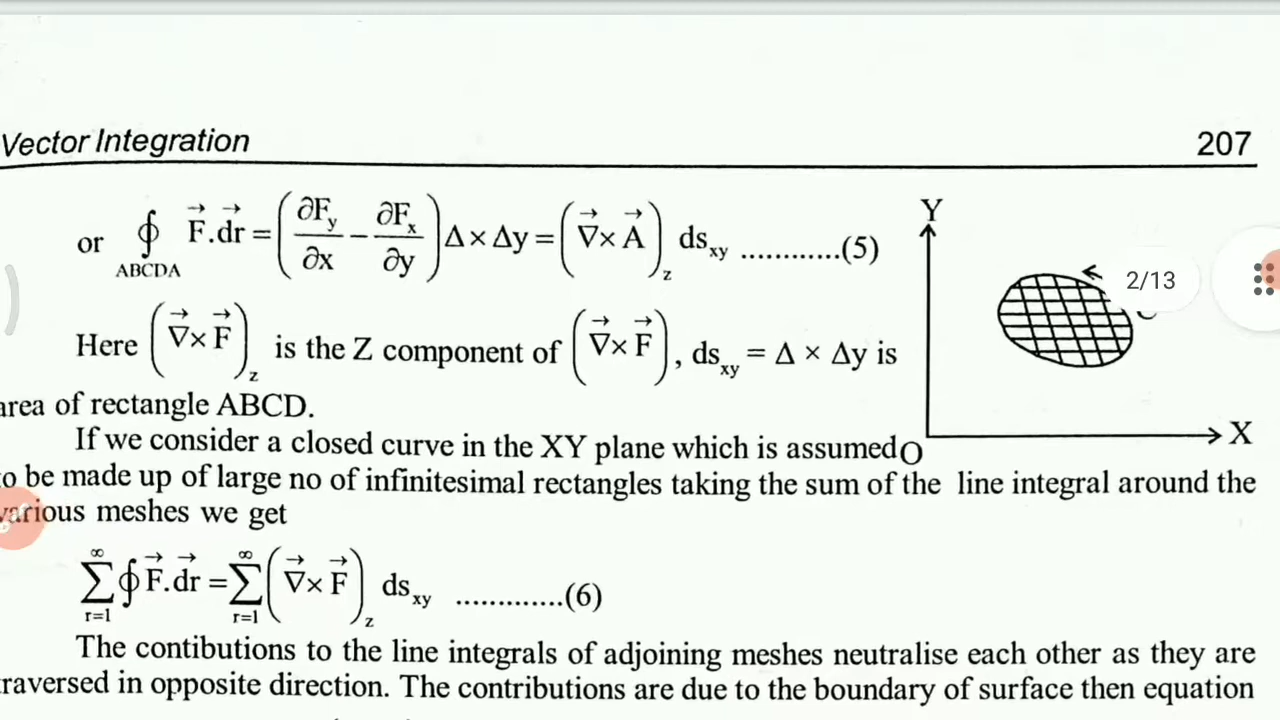 Vector Integration 207
or ∮ABCDA F⃗.dr⃗ = (∂Fy/∂x − ∂Fx/∂y) Δ × Δy = (∇⃗× A⃗)z dsxy ............(5)
Y
2/13
Here (∇⃗× F⃗)z is the Z component of (∇⃗× F⃗), dsxy = Δ × Δy is
area of rectangle ABCD.
X
If we consider a closed curve in the XY plane which is assumed O
to be made up of large no of infinitesimal rectangles taking the sum of the line integral around the
various meshes we get
∞∑r=1 ∮F⃗.dr⃗ = ∞∑r=1 (∇⃗× F⃗)z dsxy .............(6)
The contibutions to the line integrals of adjoining meshes neutralise each other as they are
raversed in opposite direction. The contributions are due to the boundary of surface then equation